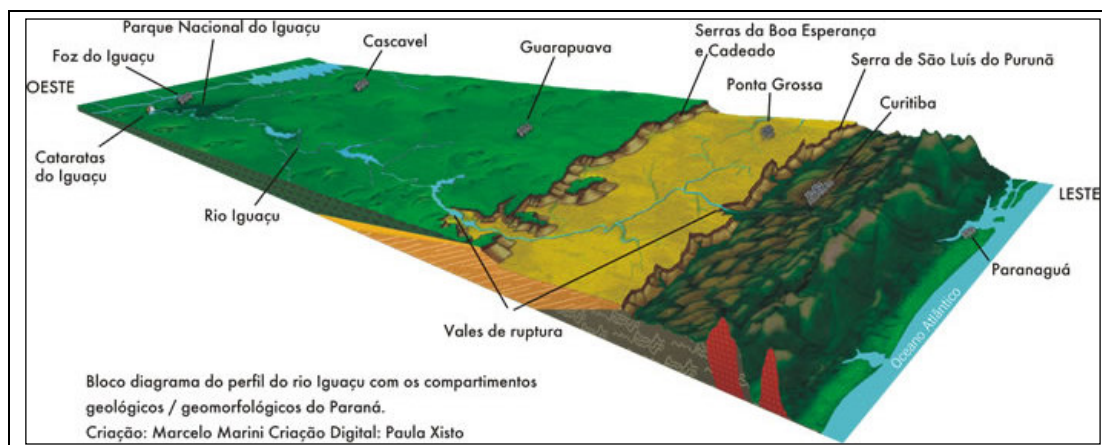 Parque Nacional do Iguaçu
Foz do Iguaçu
OESTE
Cataratas
do Iguaçu
Rio Iguaçu
Cascavel
Guarapuava
Serras da Boa Esperança
e Cadeado
Ponta Grossa
Serra de São Luís do Purunã
Curitiba
LESTE
Paranaguá
Oceano Atlântico
Vales de ruptura
Bloco diagrama do perfil do rio Iguaçu com os compartimentos
geológicos / geomorfológicos do Paraná.
Criação: Marcelo Marini Criação Digital: Paula Xisto